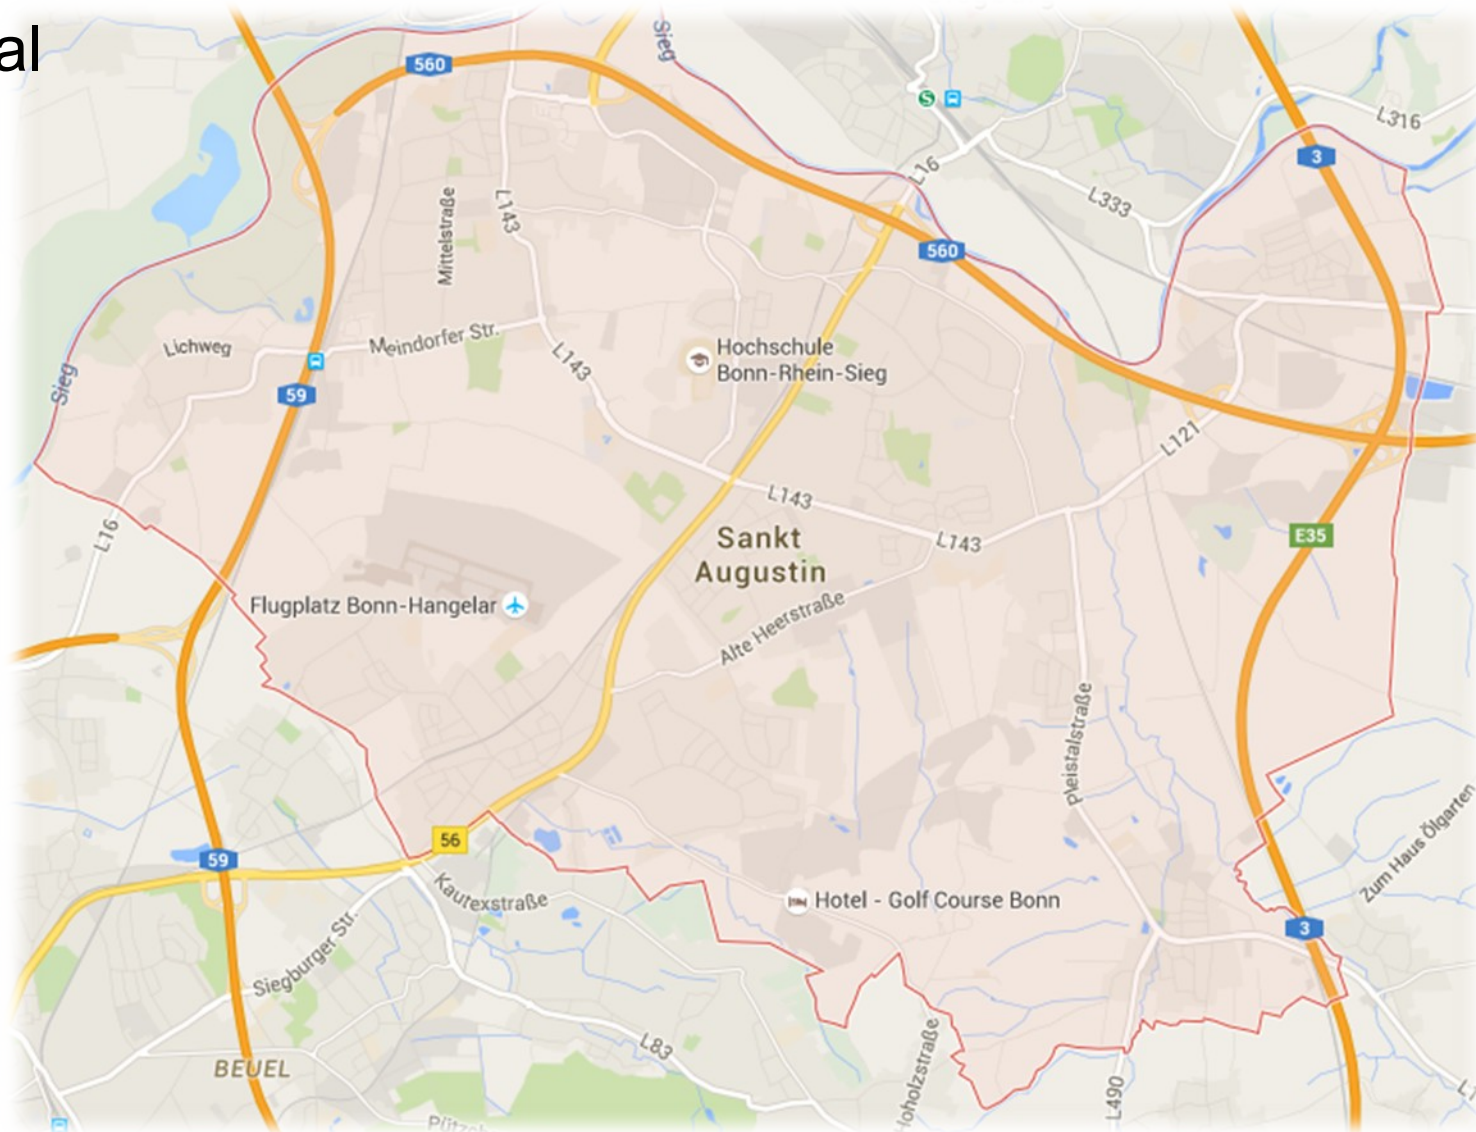 al
Sieg
560
L316
3
L16
L333
Mittelstraße
L143
560
Lichweg
Meindorfer Str.
Hochschule
Bonn-Rhein-Sieg
L143
Sieg
59
L121
L143
L16
Sankt
Augustin
L143
E35
Flugplatz Bonn-Hangelar
Alte Heerstraße
Pleistalstraße
56
59
Zum Haus Ölgarten
Kautexstraße
Hotel - Golf Course Bonn
3
Siegburger Str.
L83
BEUEL
Hoholzstraße
L490